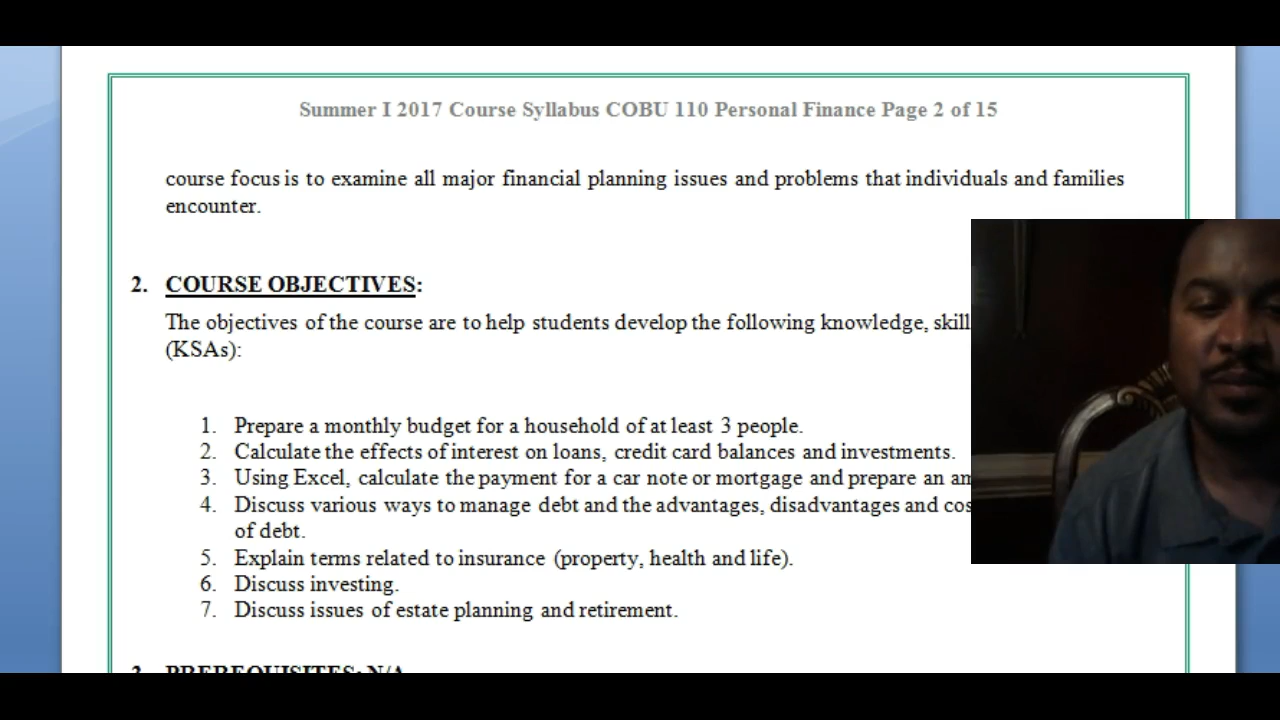 Summer I 2017 Course Syllabus COBU 110 Personal Finance Page 2 of 15
course focus is to examine all major financial planning issues and problems that individuals and families
encounter.
2. COURSE OBJECTIVES:
The objectives of the course are to help students develop the following knowledge, skill
(KSAs):
1. Prepare a monthly budget for a household of at least 3 people.
2. Calculate the effects of interest on loans, credit card balances and investments.
3. Using Excel, calculate the payment for a car note or mortgage and prepare an
4. Discuss various ways to manage debt and the advantages, disadvantages and
of debt.
5. Explain terms related to insurance (property, health and life).
6. Discuss investing.
7. Discuss issues of estate planning and retirement.
3. PREREQUISITES: N/A